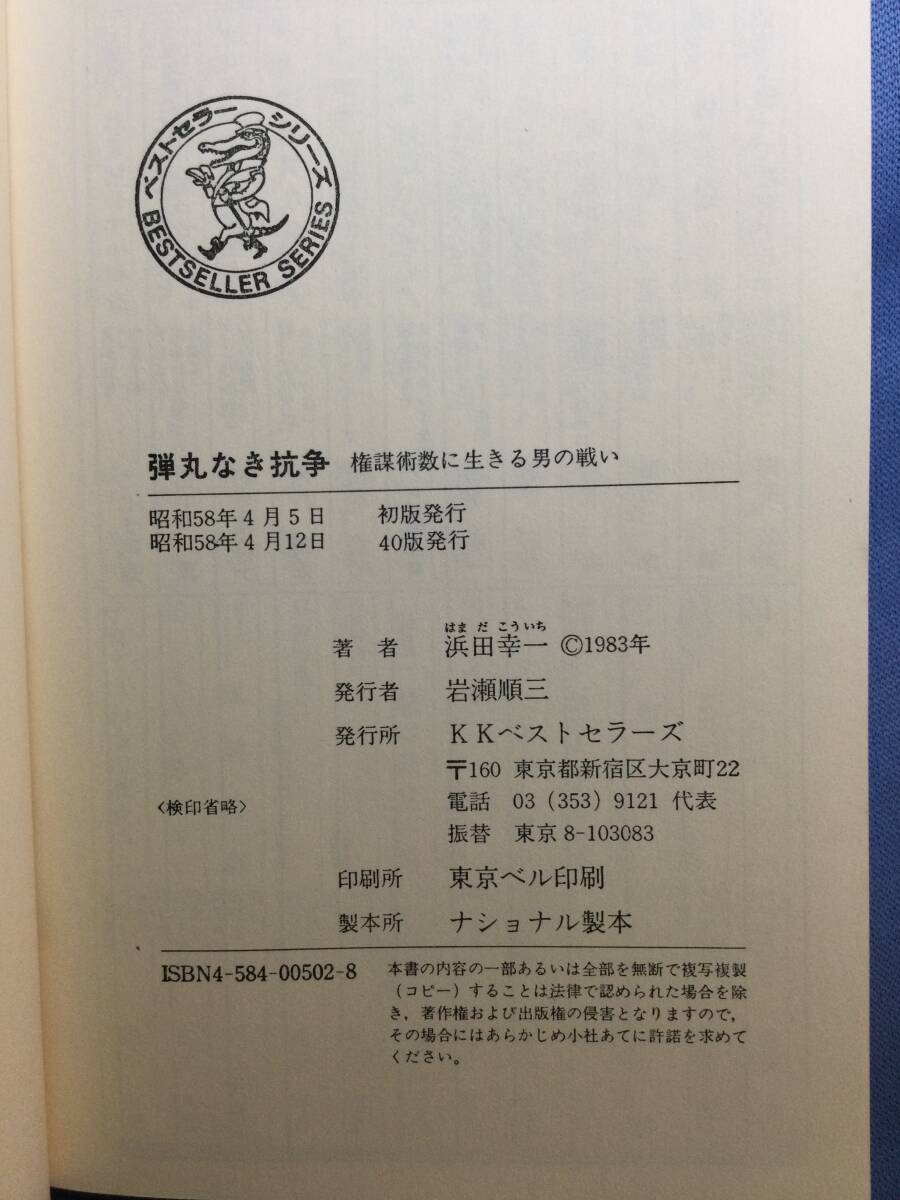 ベストセラーシリーズ
BESTSELLER SERIES
弾丸なき抗争 権謀術数に生きる男の戦い
昭和58年4月5日 初版発行
昭和58年4月12日 40版発行
はまだこういち
著者 浜田幸一 ©1983年
発行者 岩瀬順三
発行所 KKベストセラーズ
〒160 東京都新宿区大京町22
電話 03(353)9121 代表
〈検印省略〉
振替 東京8-103083
印刷所 東京ベル印刷
製本所 ナショナル製本
ISBN4-584-00502-8
本書の内容の一部あるいは全部を無断で複写複製
(コピー)することは法律で認められた場合を除
き,著作権および出版権の侵害となりますので,
その場合にはあらかじめ小社あてに許諾を求めて
ください。